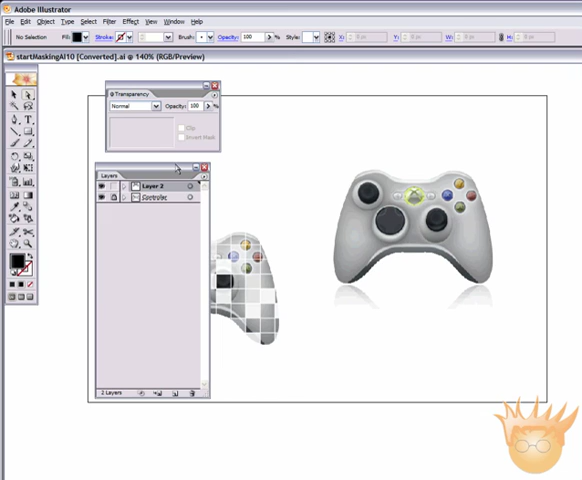 Adobe Illustrator
File Edit Object Type Select Filter Effect View Window Help
No Selection Fill: Stroke: Brush: Opacity: 100 % Style: X: Y: W: H:
startMaskingAI10 [Converted].ai @ 140% (RGB/Preview)
Transparency
Normal Opacity: 100 %
Clip
Invert Mask
Layers
Layer 2
Controller
2 Layers